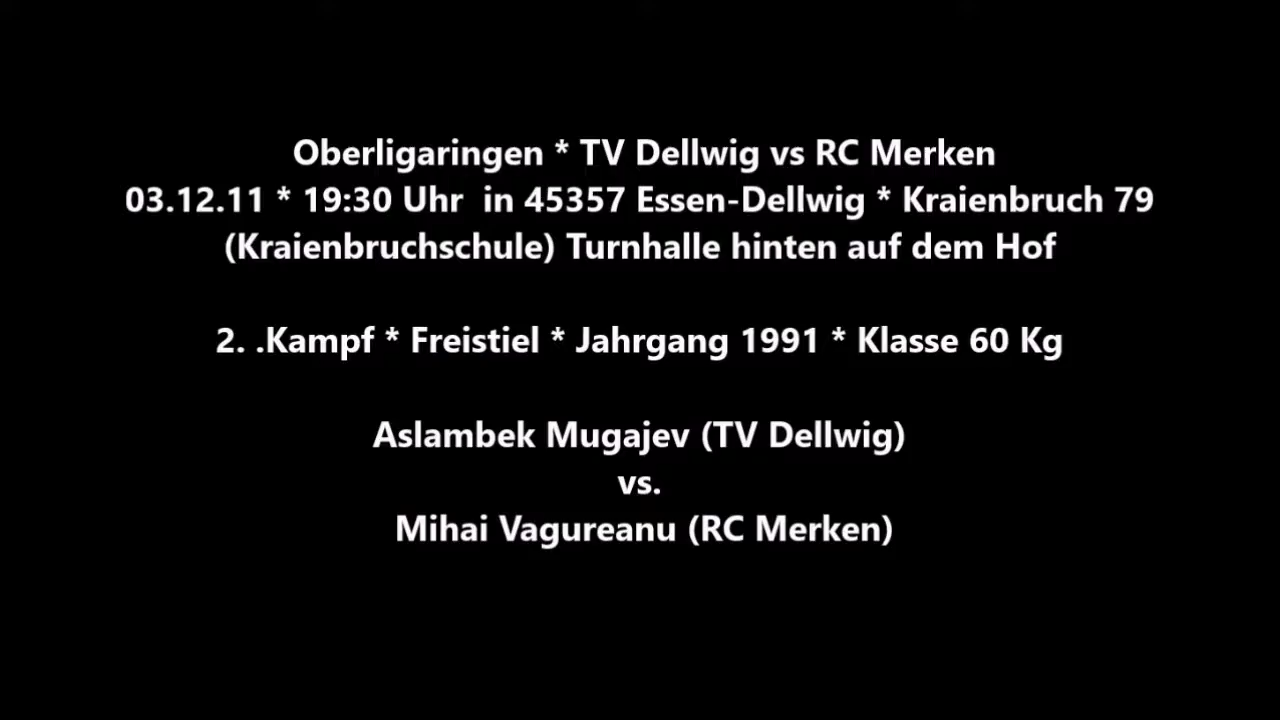 Oberligaringen * TV Dellwig vs RC Merken
03.12.11 * 19:30 Uhr  in 45357 Essen-Dellwig * Kraienbruch 79
(Kraienbruchschule) Turnhalle hinten auf dem Hof
2. .Kampf * Freistiel * Jahrgang 1991 * Klasse 60 Kg
Aslambek Mugajev (TV Dellwig)
vs.
Mihai Vagureanu (RC Merken)